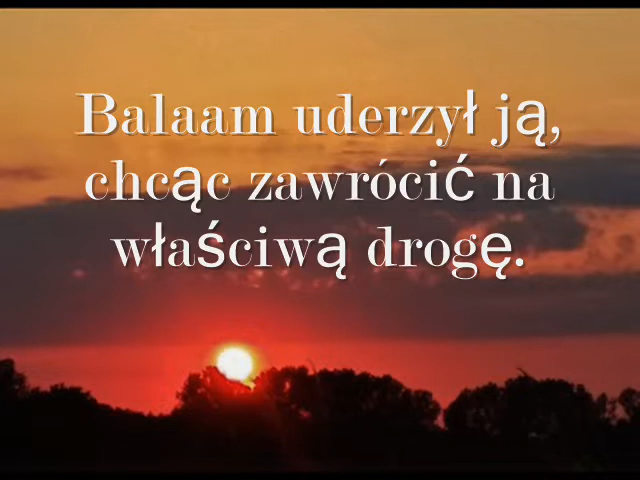 Balaam uderzył ją,
chcąc zawrócić na
właściwą drogę.